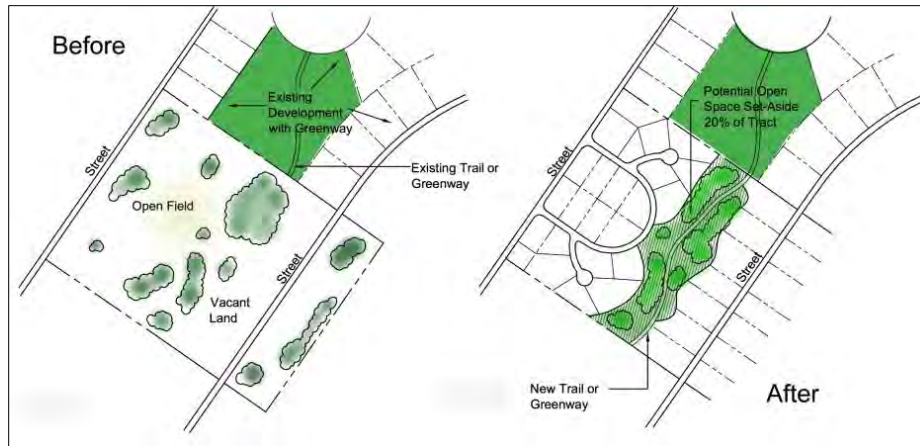 Before
Existing
Development
with Greenway
Existing Trail or
Greenway
Street
Open Field
Street
Vacant
Land
Potential Open
Space Set-Aside
20% of Tract
Street
Street
New Trail or
Greenway
After